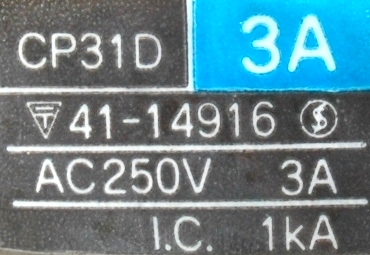 CP31D 3A
41-14916
AC250V 3A
I.C. 1kA